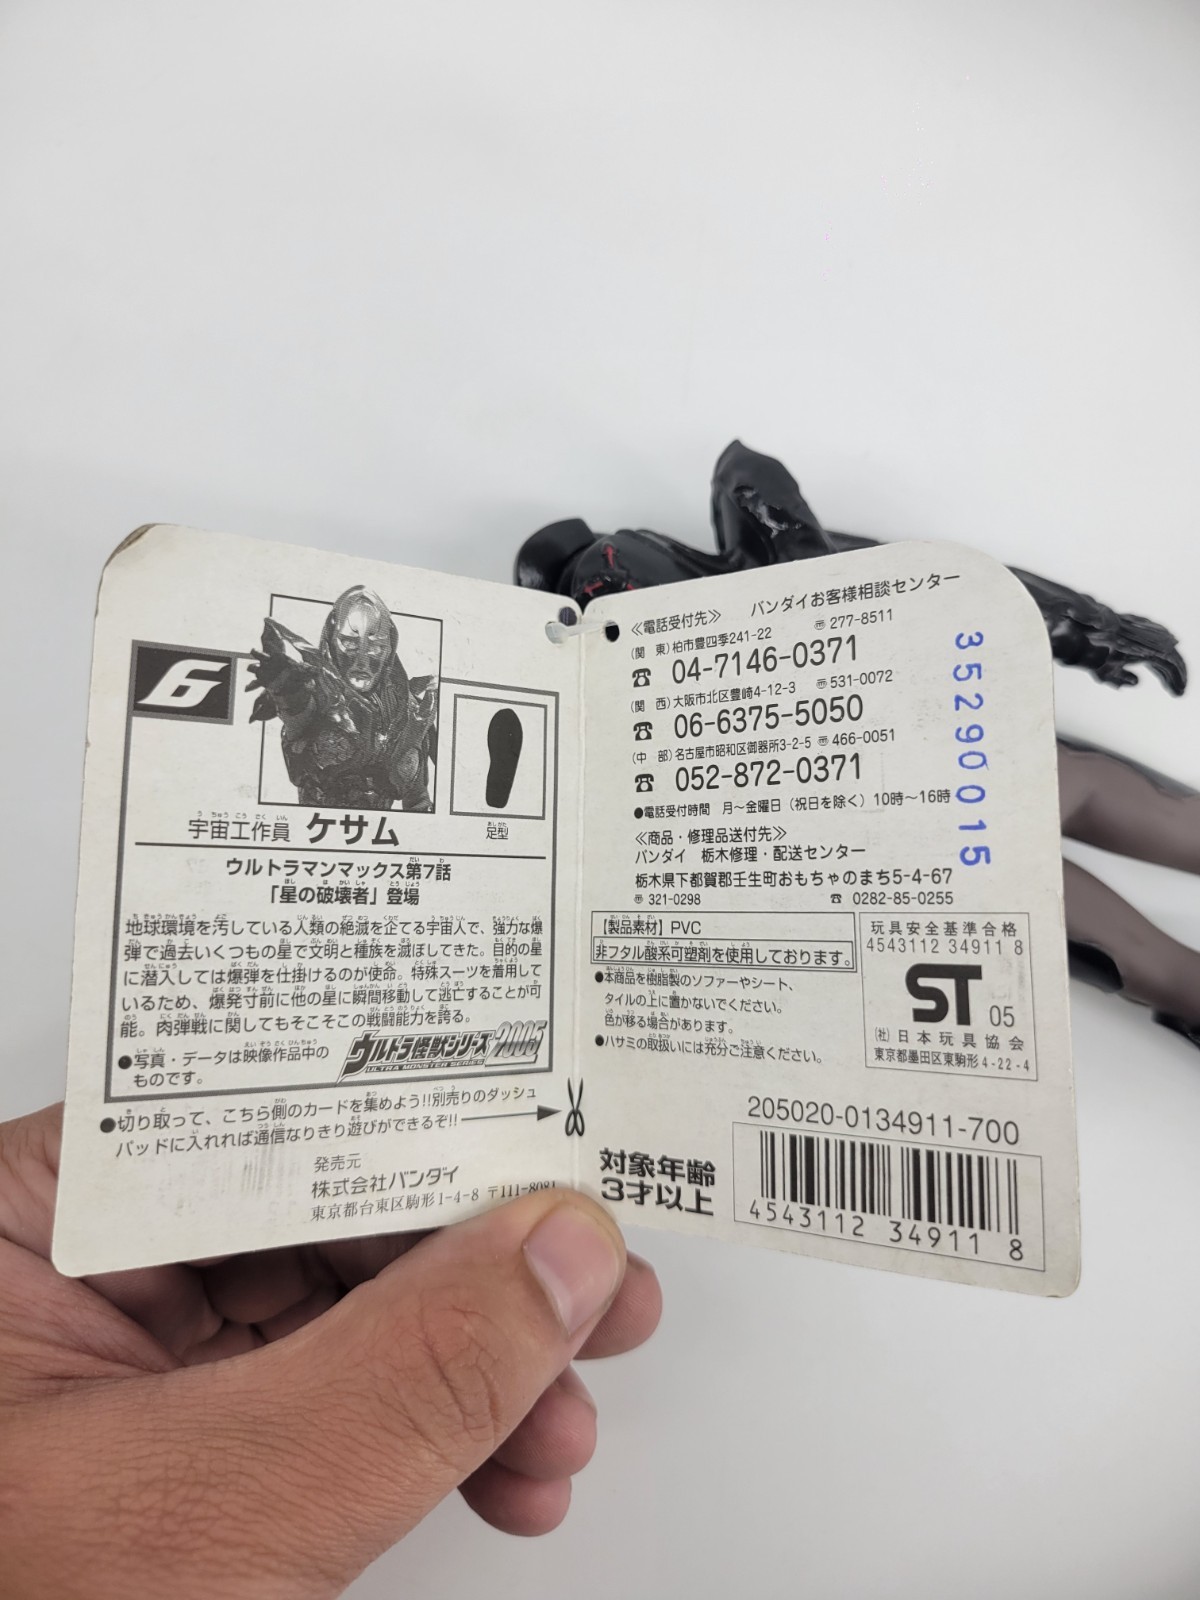 6
宇宙工作員 ケサム
足型
ウルトラマンマックス第7話
「星の破壊者」登場
地球環境を汚している人類の絶滅を企てる宇宙人で、強力な爆
弾で過去いくつもの星で文明と種族を滅ぼしてきた。目的の星
に潜入しては爆弾を仕掛けるのが使命。特殊スーツを着用して
いるため、爆発寸前に他の星に瞬間移動して逃亡することが可
能。肉弾戦に関してもそこそこの戦闘能力を誇る。
●写真・データは映像作品中の
ものです。
ウルトラ怪獣シリーズ 2005
ULTRA MONSTER SERIES
●切り取って、こちら側のカードを集めよう!!別売りのダッシュ
パッドに入れれば通信なりきり遊びができるぞ!!
発売元
株式会社バンダイ
東京都台東区駒形1-4-8 〒111-8081
≪電話受付先≫ バンダイお客様相談センター
(関 東)柏市豊四季241-22 〒277-8511
☎ 04-7146-0371
(関 西)大阪市北区豊崎4-12-3 〒531-0072
☎ 06-6375-5050
(中 部)名古屋市昭和区御器所3-2-5 〒466-0051
☎ 052-872-0371
●電話受付時間 月〜金曜日(祝日を除く)10時〜16時
≪商品・修理品送付先≫
バンダイ 栃木修理・配送センター
栃木県下都賀郡壬生町おもちゃのまち5-4-67
〒321-0298 ☎ 0282-85-0255
35290015
【製品素材】PVC
非フタル酸系可塑剤を使用しております。
●本商品を樹脂製のソファーやシート、
タイルの上に置かないでください。
色が移る場合があります。
●ハサミの取扱いには充分ご注意ください。
玩具安全基準合格
4543112 34911 8
ST 05
(社)日本玩具協会
東京都墨田区東駒形4-22-4
205020-0134911-700
対象年齢
3才以上
4543112 34911 8